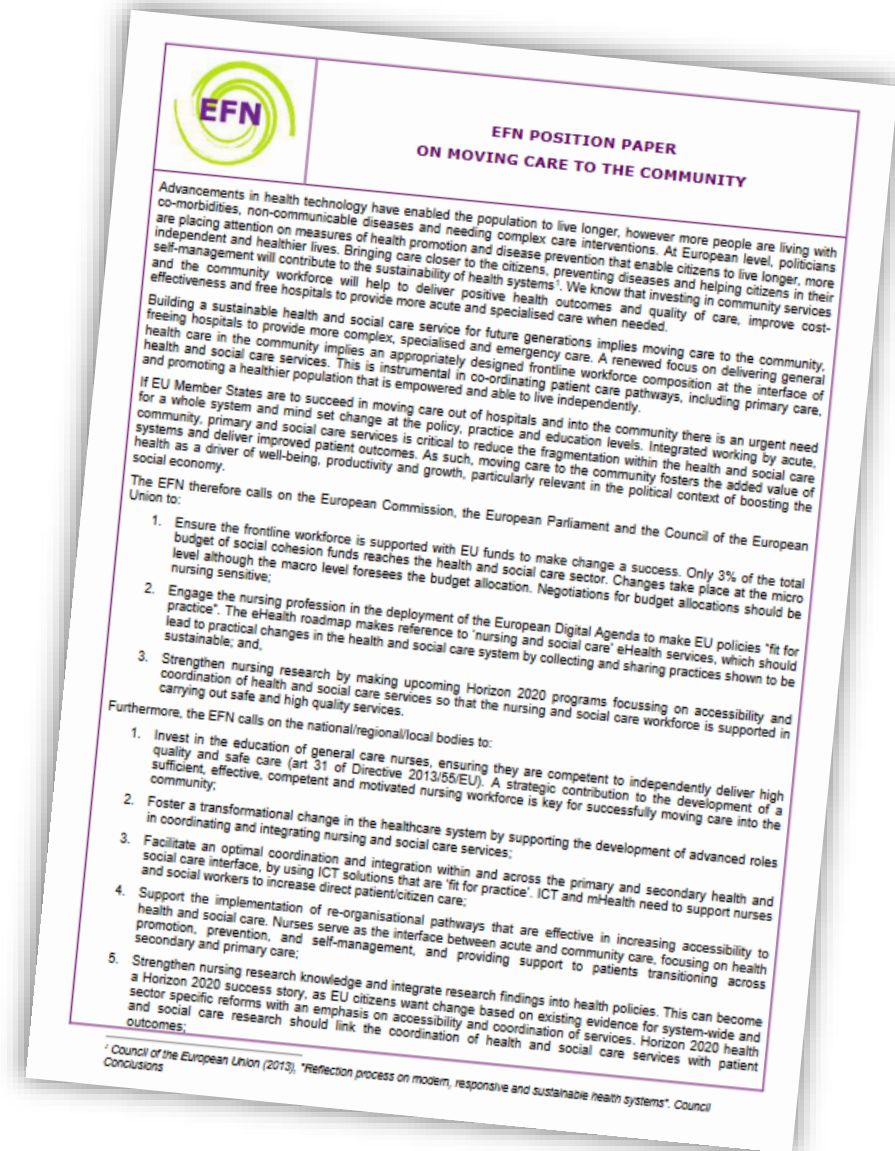 EFN
EFN POSITION PAPER
ON MOVING CARE TO THE COMMUNITY
Advancements in health technology have enabled the population to live longer, however more people are living with
co-morbidities, non-communicable diseases and needing complex care interventions. At European level, politicians
are placing attention on measures of health promotion and disease prevention that enable citizens to live longer, more
independent and healthier lives. Bringing care closer to the citizens, preventing diseases and helping citizens in their
self-management will contribute to the sustainability of health systems¹. We know that investing in community services
and the community workforce will help to deliver positive health outcomes and quality of care, improve cost-
effectiveness and free hospitals to provide more acute and specialised care when needed.
Building a sustainable health and social care service for future generations implies moving care to the community,
freeing hospitals to provide more complex, specialised and emergency care. A renewed focus on delivering general
health care in the community implies an appropriately designed frontline workforce composition at the interface of
health and social care services. This is instrumental in co-ordinating patient care pathways, including primary care,
and promoting a healthier population that is empowered and able to live independently.
If EU Member States are to succeed in moving care out of hospitals and into the community there is an urgent need
for a whole system and mind set change at the policy, practice and education levels. Integrated working by acute,
community, primary and social care services is critical to reduce the fragmentation within the health and social care
systems and deliver improved patient outcomes. As such, moving care to the community fosters the added value of
health as a driver of well-being, productivity and growth, particularly relevant in the political context of boosting the
social economy.
The EFN therefore calls on the European Commission, the European Parliament and the Council of the European
Union to:
1. Ensure the frontline workforce is supported with EU funds to make change a success. Only 3% of the total
budget of social cohesion funds reaches the health and social care sector. Changes take place at the micro
level although the macro level foresees the budget allocation. Negotiations for budget allocations should be
nursing sensitive;
2. Engage the nursing profession in the deployment of the European Digital Agenda to make EU policies "fit for
practice". The eHealth roadmap makes reference to 'nursing and social care' eHealth services, which should
lead to practical changes in the health and social care system by collecting and sharing practices shown to be
sustainable; and,
3. Strengthen nursing research by making upcoming Horizon 2020 programs focussing on accessibility and
coordination of health and social care services so that the nursing and social care workforce is supported in
carrying out safe and high quality services.
Furthermore, the EFN calls on the national/regional/local bodies to:
1. Invest in the education of general care nurses, ensuring they are competent to independently deliver high
quality and safe care (art 31 of Directive 2013/55/EU). A strategic contribution to the development of a
sufficient, effective, competent and motivated nursing workforce is key for successfully moving care into the
community;
2. Foster a transformational change in the healthcare system by supporting the development of advanced roles
in coordinating and integrating nursing and social care services;
3. Facilitate an optimal coordination and integration within and across the primary and secondary health and
social care interface, by using ICT solutions that are 'fit for practice'. ICT and mHealth need to support nurses
and social workers to increase direct patient/citizen care;
4. Support the implementation of re-organisational pathways that are effective in increasing accessibility to
health and social care. Nurses serve as the interface between acute and community care, focusing on health
promotion, prevention, and self-management, and providing support to patients transitioning across
secondary and primary care;
5. Strengthen nursing research knowledge and integrate research findings into health policies. This can become
a Horizon 2020 success story, as EU citizens want change based on existing evidence for system-wide and
sector specific reforms with an emphasis on accessibility and coordination of services. Horizon 2020 health
and social care research should link the coordination of health and social care services with patient
outcomes;
Council of the European Union (2013), "Reflection process on modern, responsive and sustainable health systems". Council
Conclusions